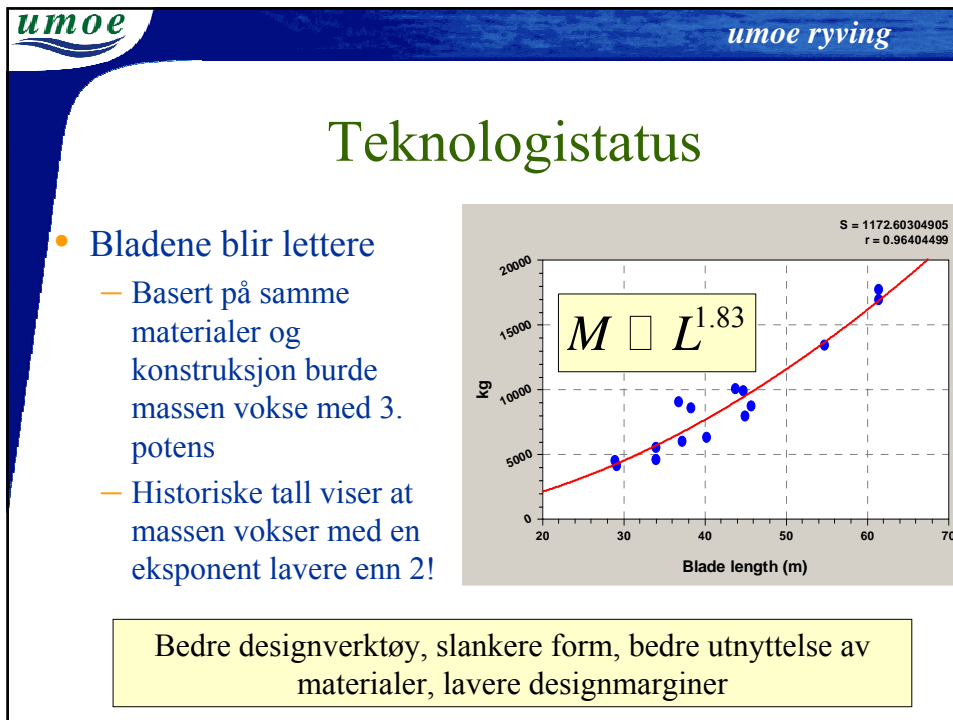 umoe
umoe ryving
Teknologistatus
• Bladene blir lettere
– Basert på samme
materialer og
konstruksjon burde
massen vokse med 3.
potens
– Historiske tall viser at
massen vokser med en
eksponent lavere enn 2!
S = 1172.60304905
r = 0.96404499
M □ L^1.83
kg
20000
15000
10000
5000
0
20 30 40 50 60 70
Blade length (m)
Bedre designverktøy, slankere form, bedre utnyttelse av
materialer, lavere designmarginer